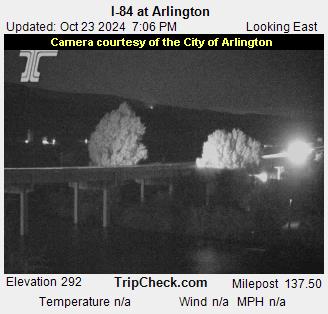 I-84 at Arlington
Updated: Oct 23 2024 7:06 PM Looking East
Camera courtesy of the City of Arlington
Elevation 292 TripCheck.com Milepost 137.50
Temperature n/a Wind n/a MPH n/a